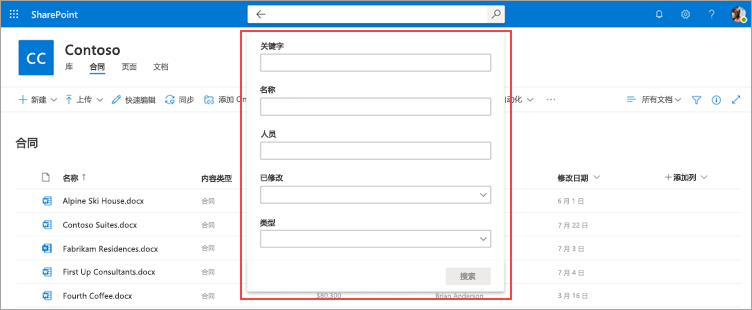 SharePoint
CC
Contoso
库 合同 页面 文档
新建 上传 快速编辑 同步 添加 动化 ··· 所有文档
关键字
名称
人员
已修改
类型
搜索
合同
名称 内容类型 修改日期 添加列
Alpine Ski House.docx 合同 6 月 1 日
Contoso Suites.docx 合同 7 月 22 日
Fabrikam Residences.docx 合同 7 月 3 日
First Up Consultants.docx 合同 7 月 4 日
Fourth Coffee.docx 合同 $80,300 Brian Anderson 3 月 16 日